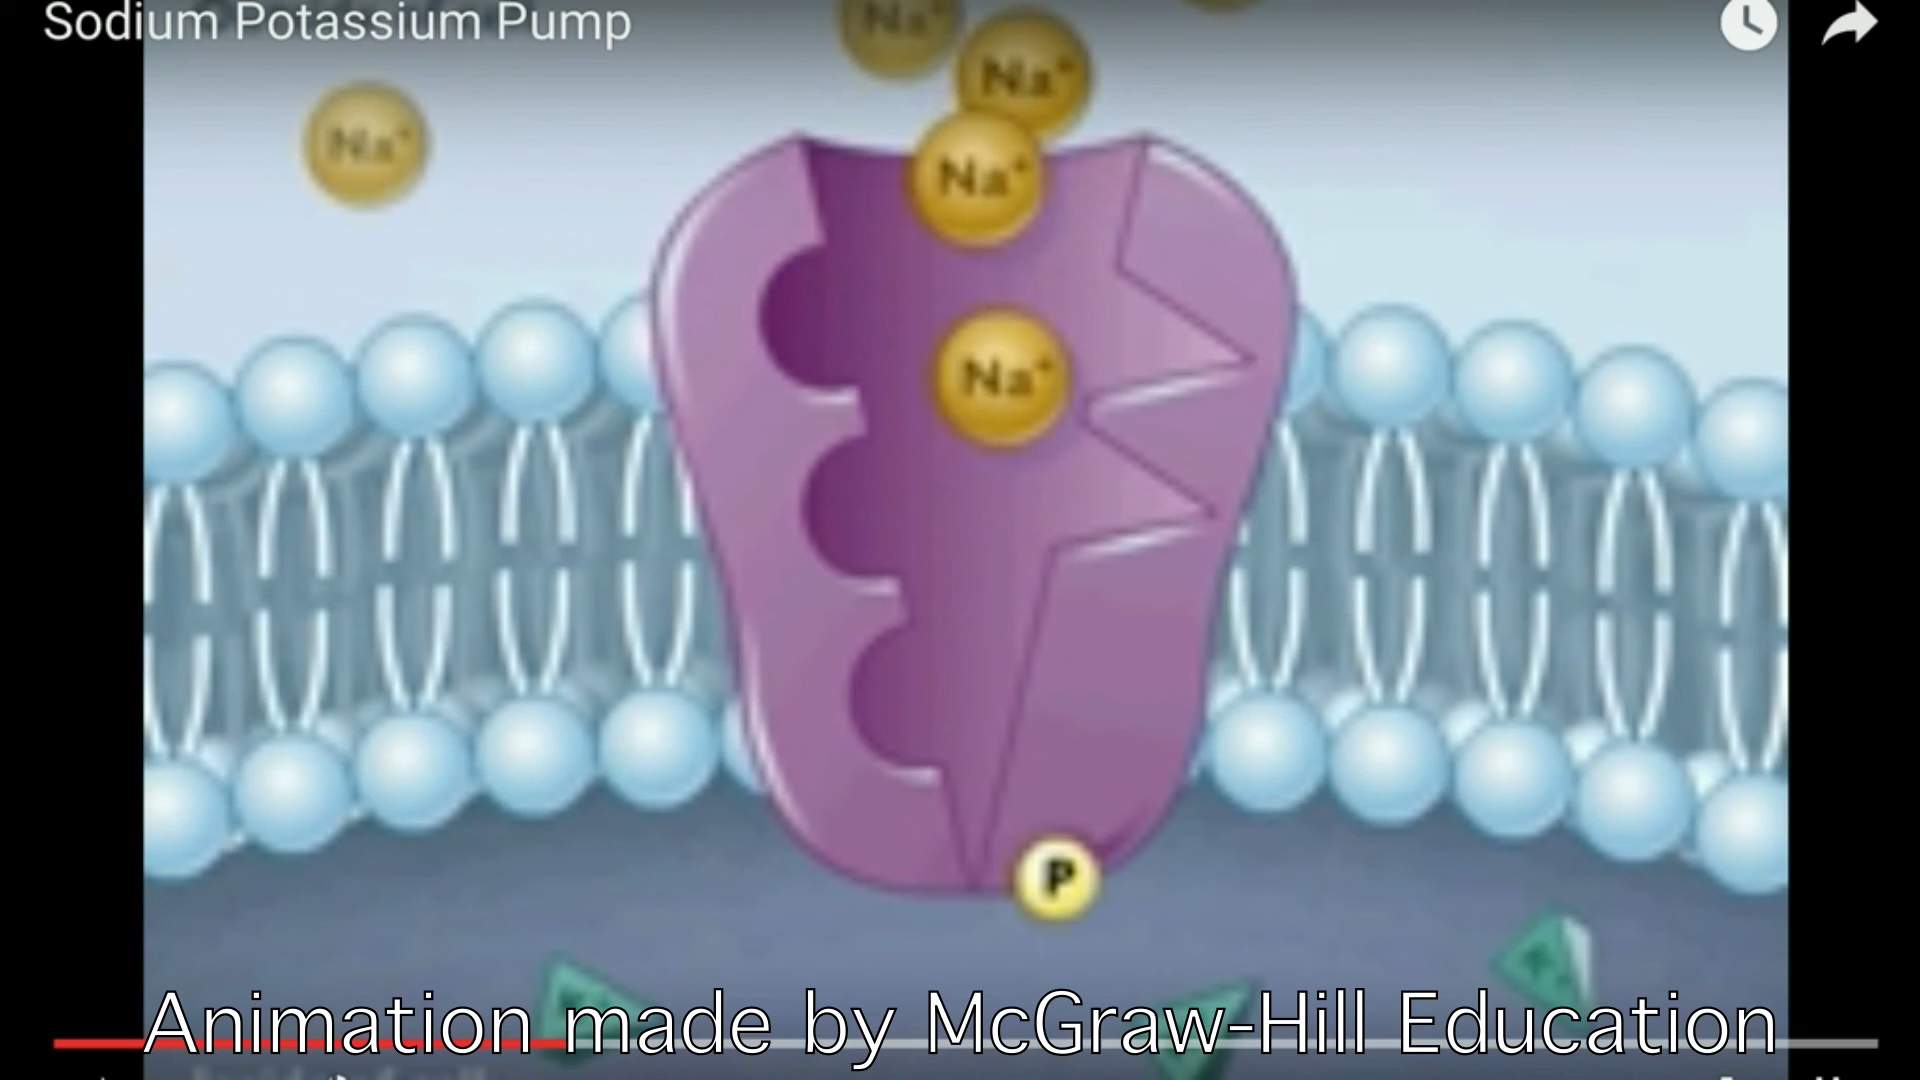 Sodium Potassium Pump
Na+
Na+
Na+
Na+
Na+
P
Animation made by McGraw-Hill Education